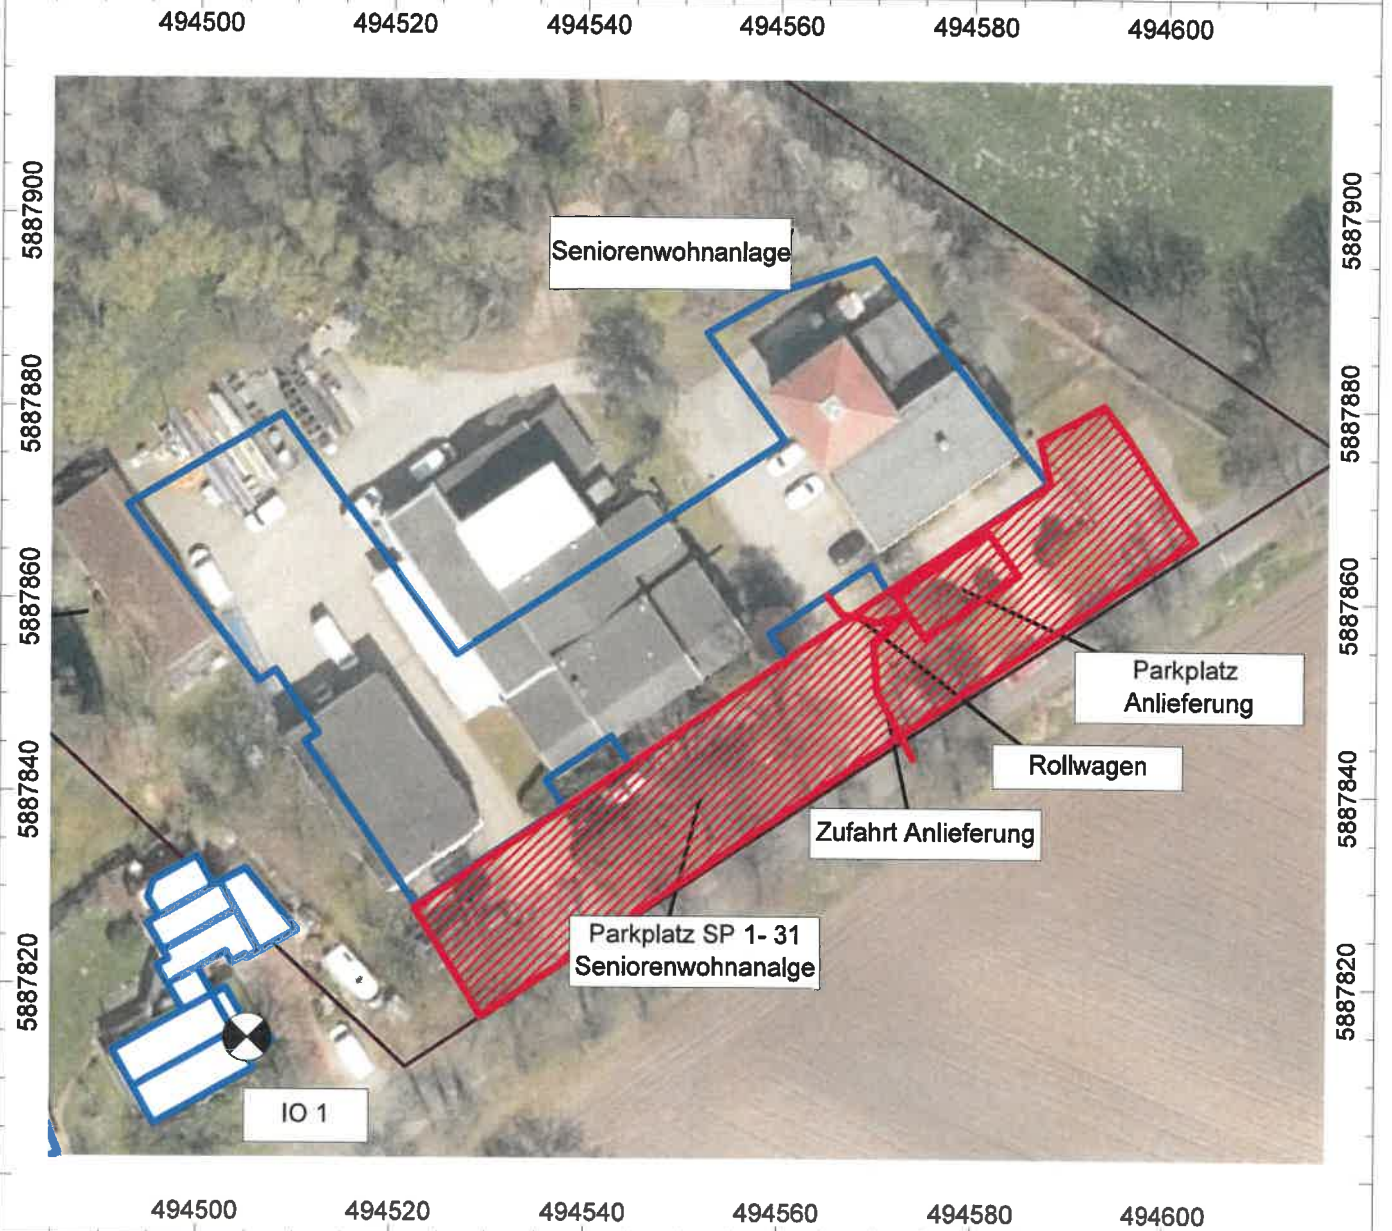 494500 494520 494540 494560 494580 494600
5887900
5887880
5887860
5887840
5887820
5887900
5887880
5887860
5887840
5887820
Seniorenwohnanlage
Parkplatz
Anlieferung
Rollwagen
Zufahrt Anlieferung
Parkplatz SP 1- 31
Seniorenwohnanalge
IO 1
494500 494520 494540 494560 494580 494600